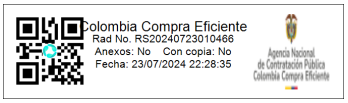 Colombia Compra Eficiente
Rad No. RS20240723010466
Anexos: No Con copia: No
Fecha: 23/07/2024 22:28:35
Agencia Nacional
de Contratación Pública
Colombia Compra Eficiente